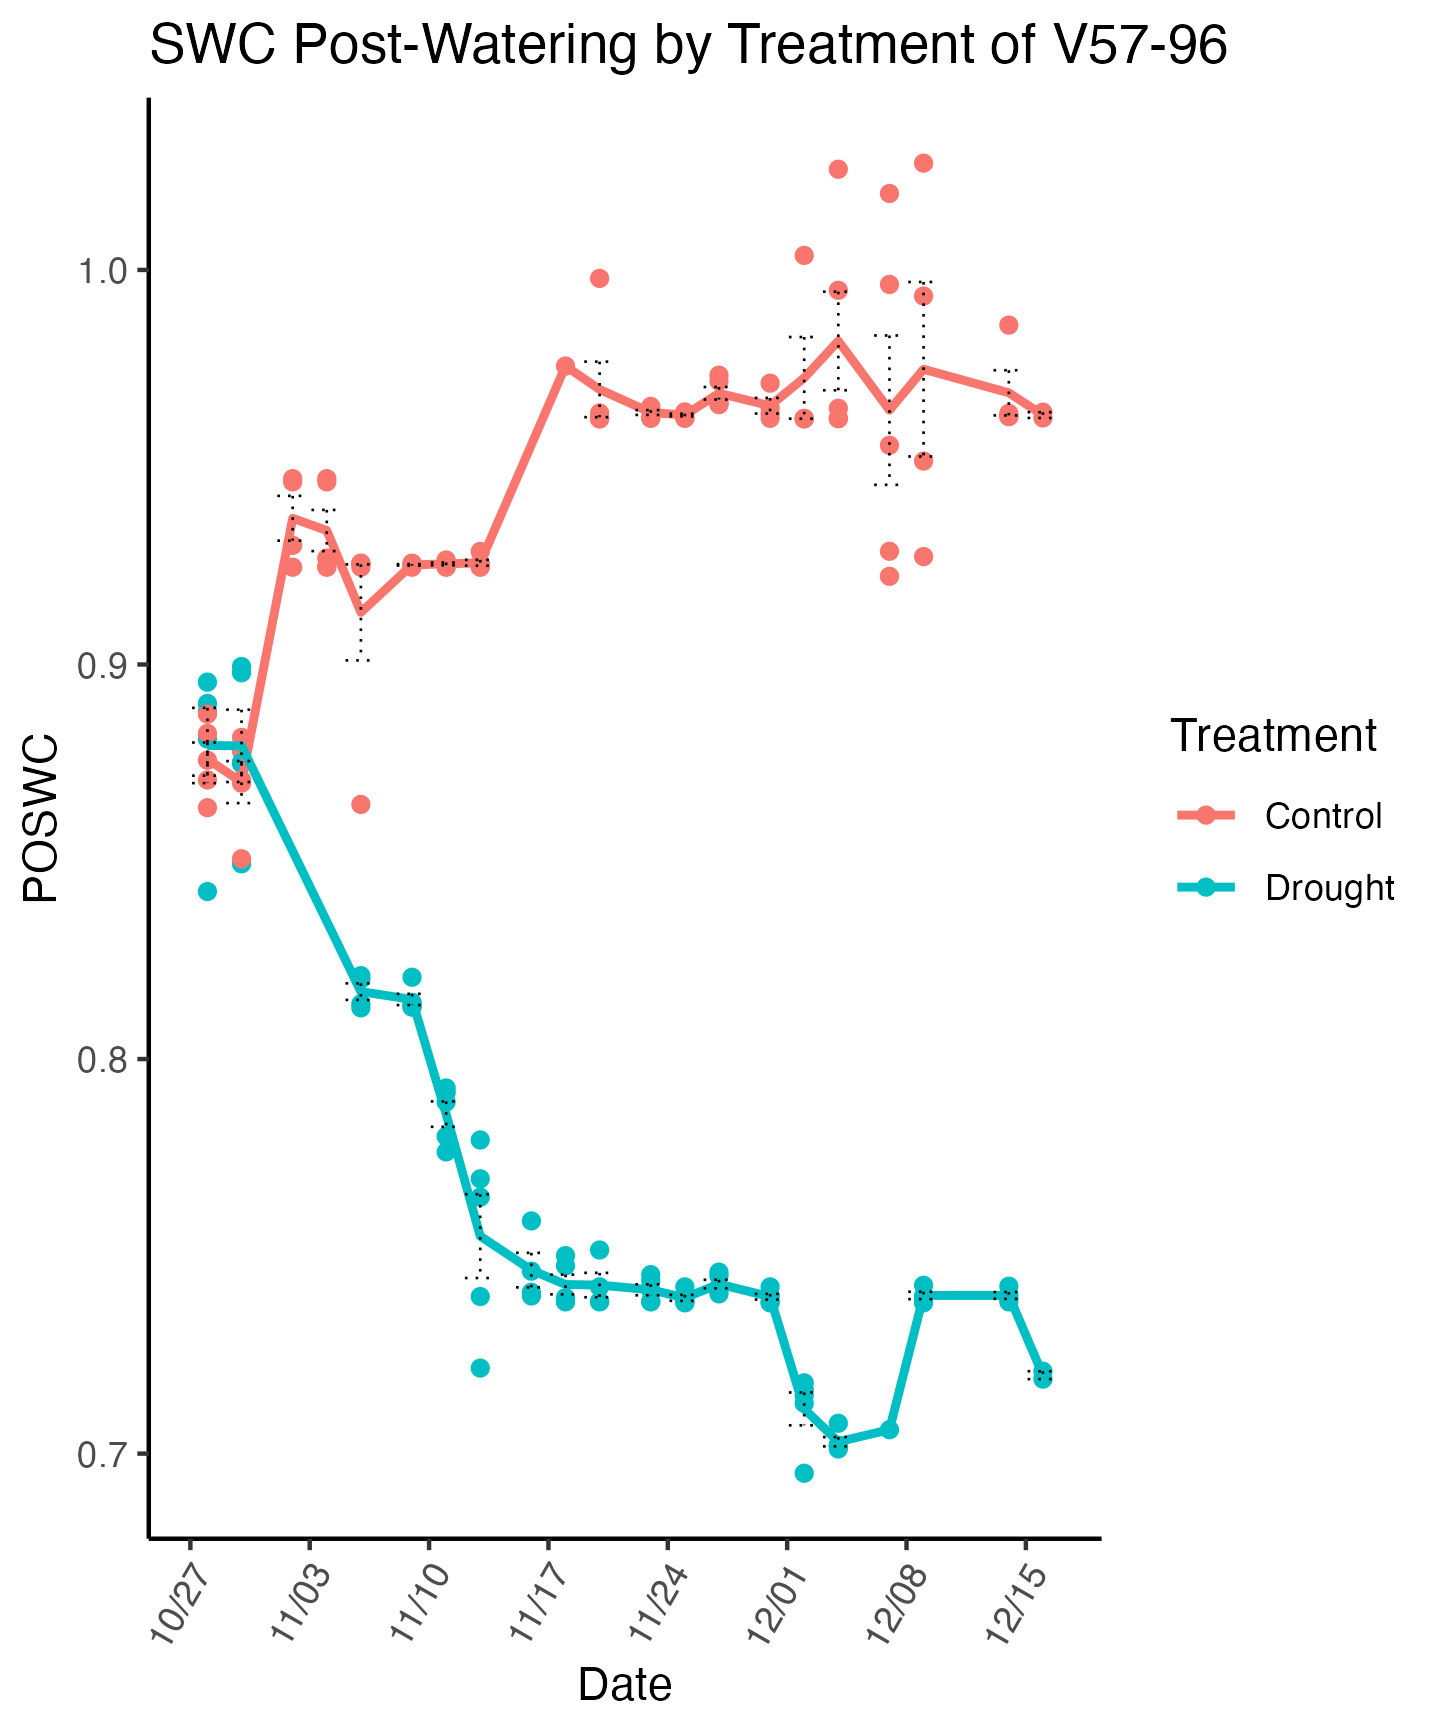 SWC Post-Watering by Treatment of V57-96
POSWC
1.0
0.9
0.8
0.7
10/27
11/03
11/10
11/17
11/24
12/01
12/08
12/15
Date
Treatment
Control
Drought